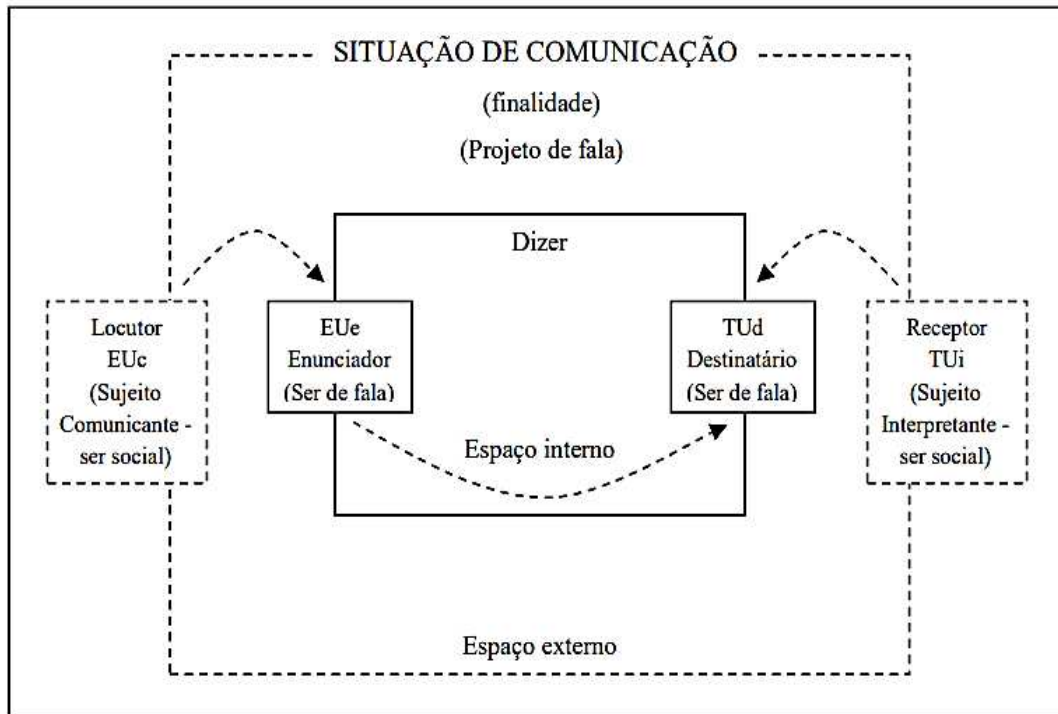 SITUAÇÃO DE COMUNICAÇÃO
(finalidade)
(Projeto de fala)
Dizer
Locutor
EUc
(Sujeito
Comunicante -
ser social)
EUe
Enunciador
(Ser de fala)
TUd
Destinatário
(Ser de fala)
Receptor
TUi
(Sujeito
Interpretante -
ser social)
Espaço interno
Espaço externo